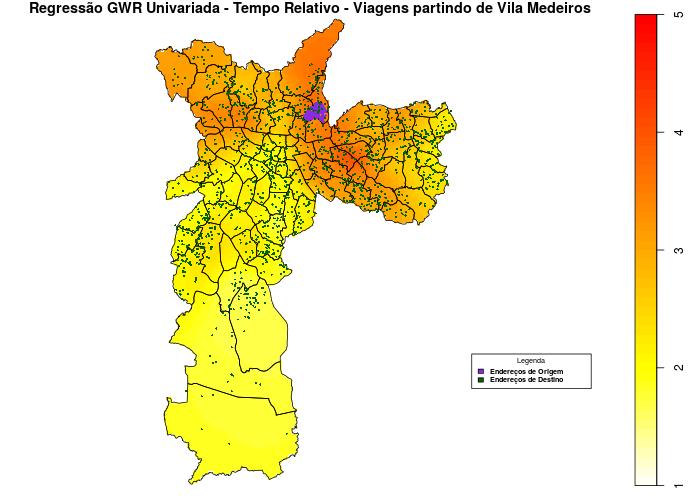 Regressão GWR Univariada - Tempo Relativo - Viagens partindo de Vila Medeiros
5
4
3
2
1
Legenda
Endereços de Origem
Endereços de Destino